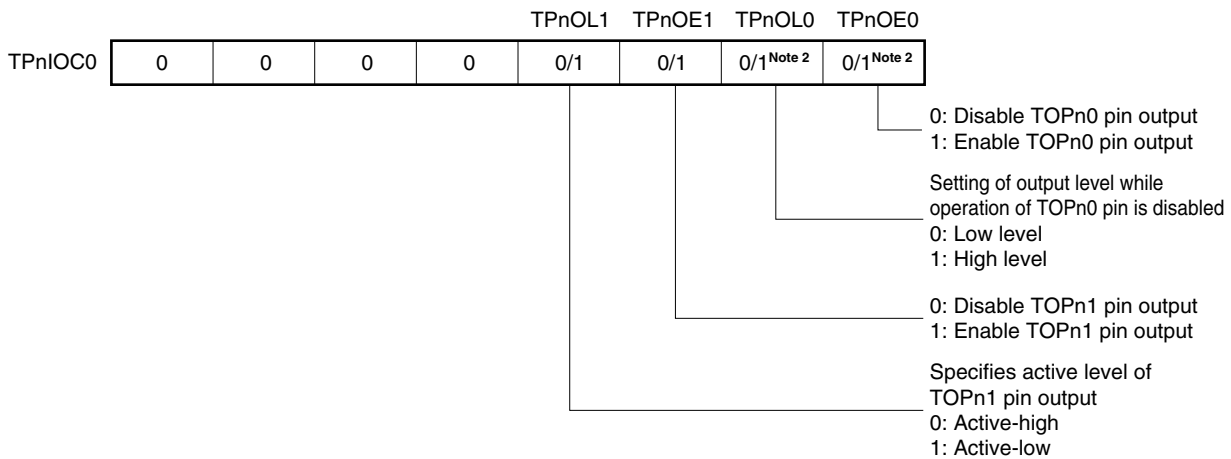 TPnOL1 TPnOE1 TPnOL0 TPnOE0
TPnIOC0 0 0 0 0 0/1 0/1 0/1Note 2 0/1Note 2
0: Disable TOPn0 pin output
1: Enable TOPn0 pin output
Setting of output level while
operation of TOPn0 pin is disabled
0: Low level
1: High level
0: Disable TOPn1 pin output
1: Enable TOPn1 pin output
Specifies active level of
TOPn1 pin output
0: Active-high
1: Active-low